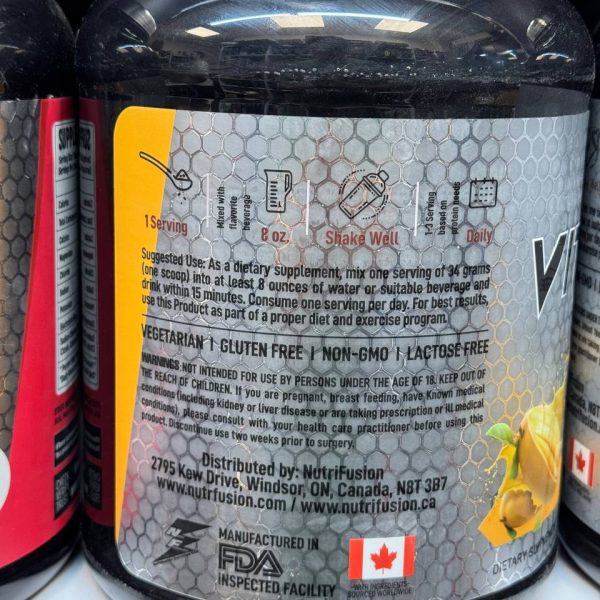 SUPPLE
1 Serving
Mixed with
flavorite
beverage
8 oz.
Shake Well
1-3 Serving
based on
protein needs
Daily
Suggested Use: As a dietary supplement, mix one serving of 34 grams
(one scoop) into at least 8 ounces of water or suitable beverage and
drink within 15 minutes. Consume one serving per day. For best results,
use this Product as part of a proper diet and exercise program.
VEGETARIAN | GLUTEN FREE | NON-GMO | LACTOSE FREE
WARNINGS: NOT INTENDED FOR USE BY PERSONS UNDER THE AGE OF 18. KEEP OUT OF
THE REACH OF CHILDREN. If you are pregnant, breast feeding, have Known medical
conditions (including kidney or liver disease or are taking prescription or ill medical
conditions), please consult with your health care practitioner before using this
product. Discontinue use two weeks prior to surgery.
Distributed by: NutriFusion
2795 Kew Drive, Windsor, ON, Canada, N8T 3B7
www.nutrfusion.com / www.nutrfusion.ca
MANUFACTURED IN
FDA
INSPECTED FACILITY
WITH INGREDIENTS
SOURCED WORLDWIDE
DIETARY